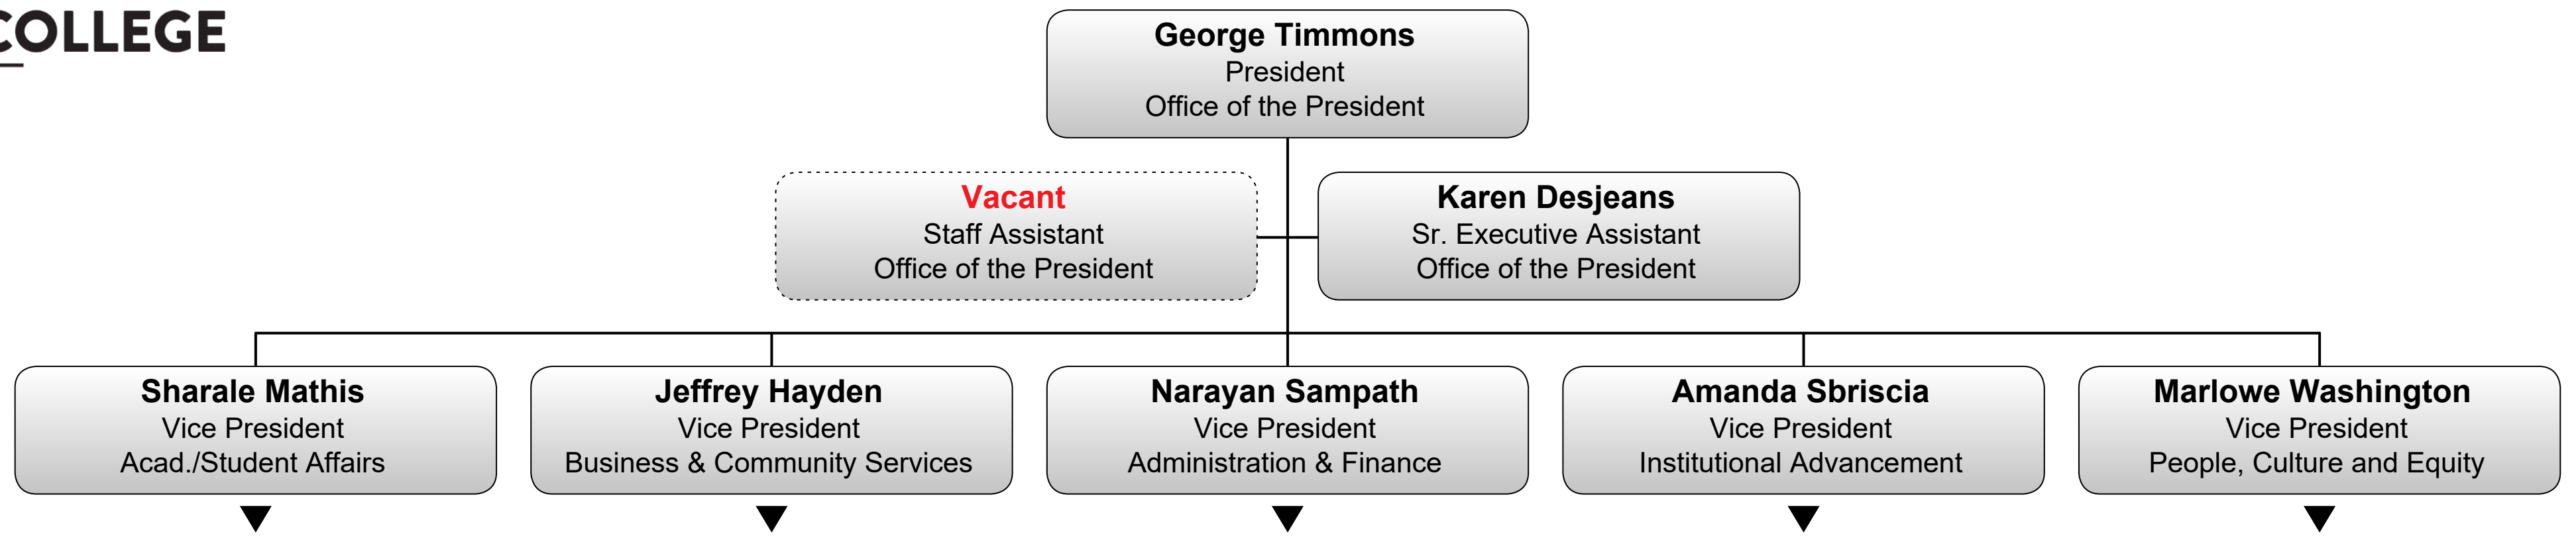 COLLEGE
George Timmons
President
Office of the President
Vacant
Staff Assistant
Office of the President
Karen Desjeans
Sr. Executive Assistant
Office of the President
Sharale Mathis
Vice President
Acad./Student Affairs
Jeffrey Hayden
Vice President
Business & Community Services
Narayan Sampath
Vice President
Administration & Finance
Amanda Sbriscia
Vice President
Institutional Advancement
Marlowe Washington
Vice President
People, Culture and Equity